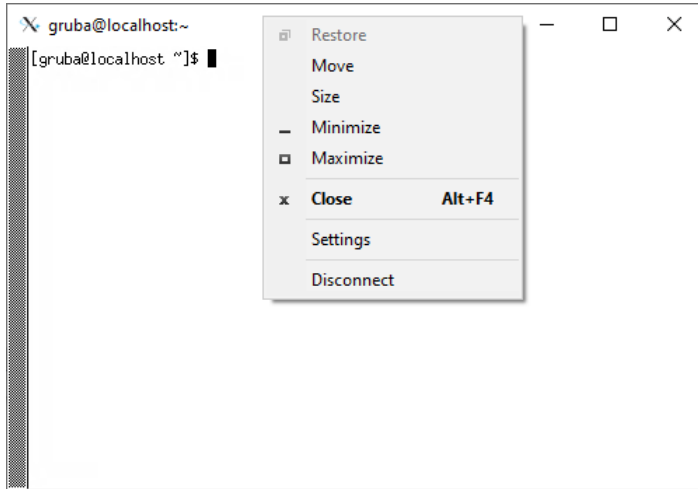 gruba@localhost:~
[gruba@localhost ~]$
Restore
Move
Size
Minimize
Maximize
Close Alt+F4
Settings
Disconnect